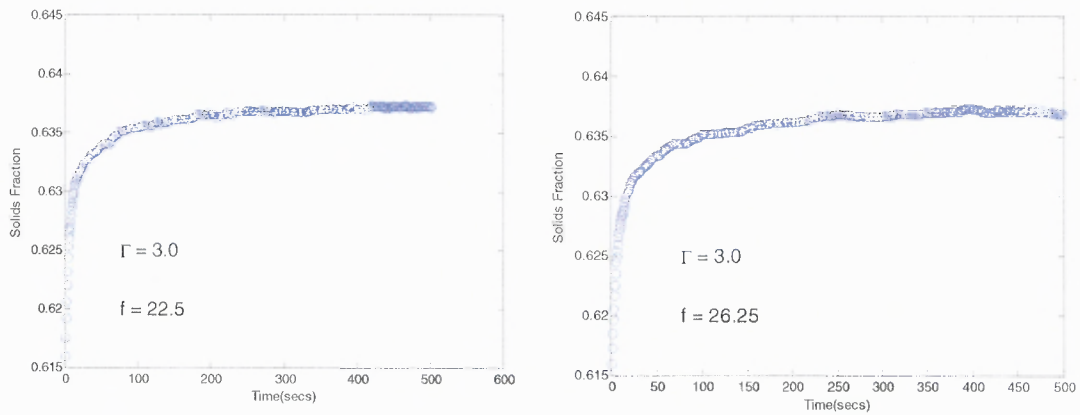 0.645
0.64
0.635
0.63
0.625
0.62
0.615
Solids Fraction
Γ = 3.0
f = 22.5
0 100 200 300 400 500 600
Time(secs)
0.645
0.64
0.635
0.63
0.625
0.62
0.615
Solids Fraction
Γ = 3.0
f = 26.25
0 50 100 150 200 250 300 350 400 450 500
Time(secs)